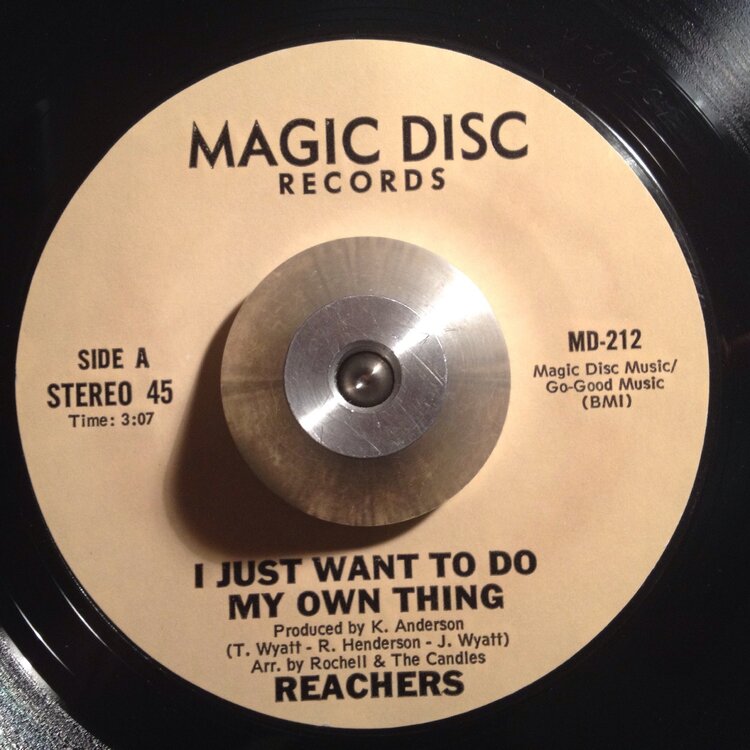 MAGIC DISC
RECORDS
SIDE A
STEREO 45
Time: 3:07
MD-212
Magic Disc Music/
Go-Good Music
(BMI)
I JUST WANT TO DO
MY OWN THING
Produced by K. Anderson
(T. Wyatt - R. Henderson - J. Wyatt)
Arr. by Rochell & The Candles
REACHERS